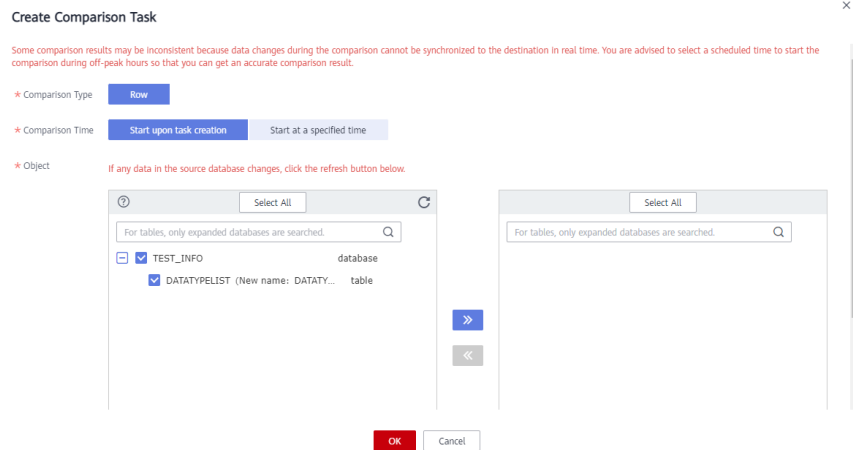 Create Comparison Task
Some comparison results may be inconsistent because data changes during the comparison cannot be synchronized to the destination in real time. You are advised to select a scheduled time to start the
comparison during off-peak hours so that you can get an accurate comparison result.
* Comparison Type Row
* Comparison Time Start upon task creation Start at a specified time
* Object If any data in the source database changes, click the refresh button below.
Select All
For tables, only expanded databases are searched.
TEST_INFO database
DATATYPELIST (New name: DATATY... table
Select All
For tables, only expanded databases are searched.
OK Cancel